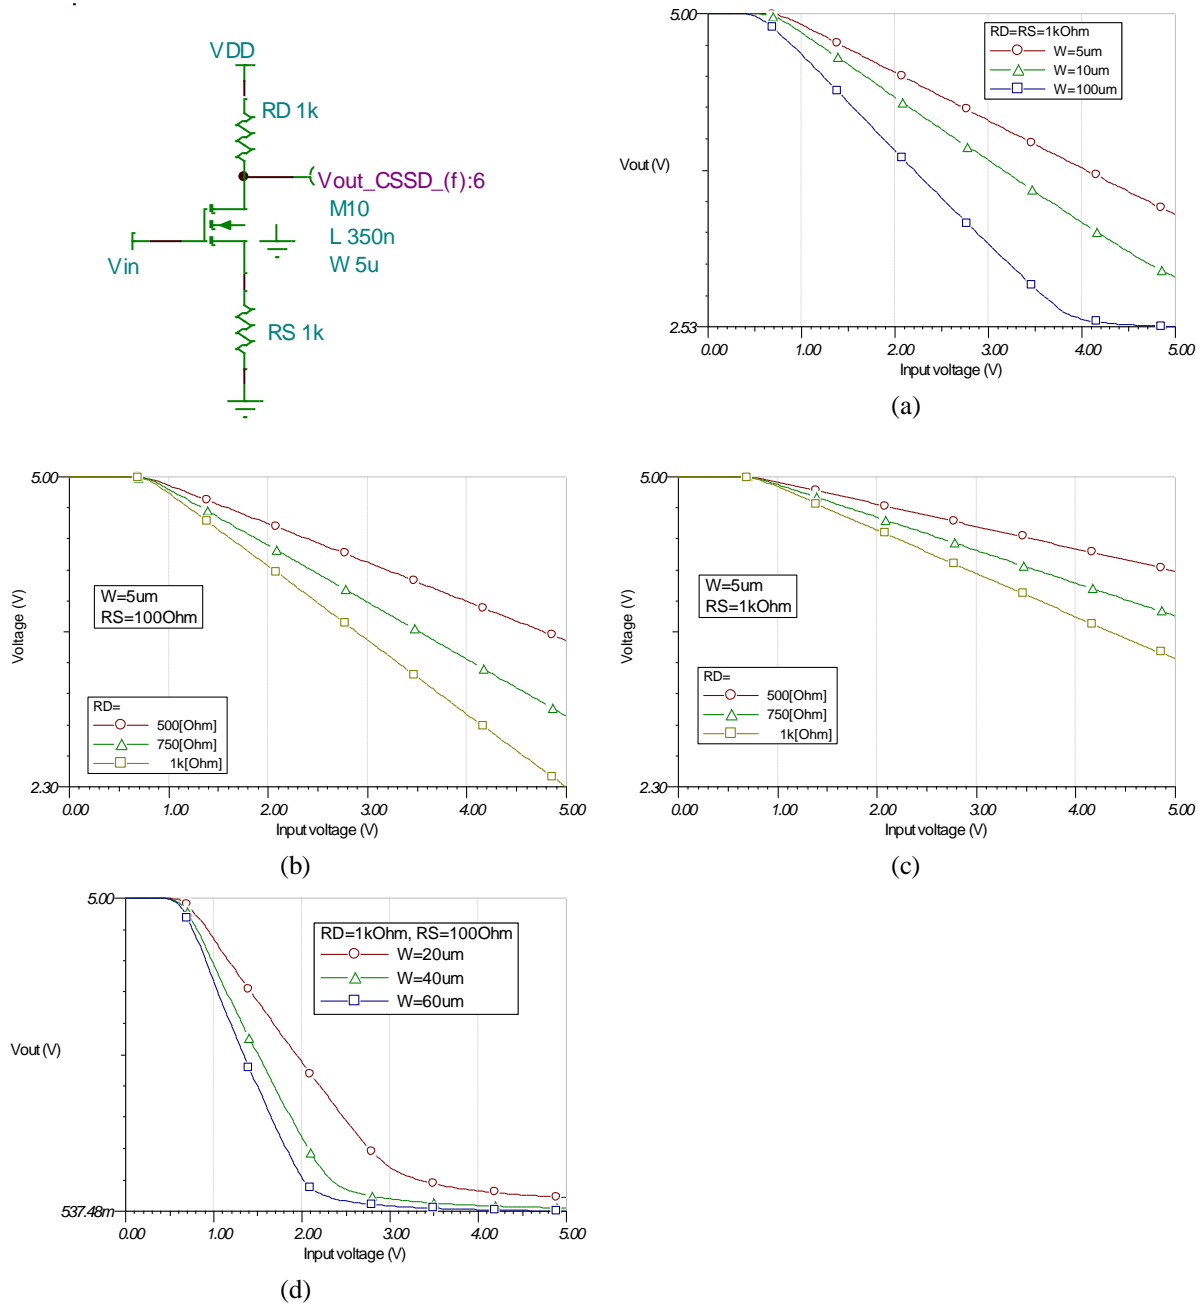 VDD
RD 1k
Vout_CSSD_(f):6
M10
L 350n
W 5u
Vin
RS 1k
5.00
RD=RS=1kOhm
W=5um
W=10um
W=100um
Vout (V)
2.53
0.00 1.00 2.00 3.00 4.00 5.00
Input voltage (V)
(a)
5.00
Voltage (V)
W=5um
RS=100Ohm
RD=
500[Ohm]
750[Ohm]
1k[Ohm]
2.30
0.00 1.00 2.00 3.00 4.00 5.00
Input voltage (V)
(b)
5.00
Voltage (V)
W=5um
RS=1kOhm
RD=
500[Ohm]
750[Ohm]
1k[Ohm]
2.30
0.00 1.00 2.00 3.00 4.00 5.00
Input voltage (V)
(c)
5.00
RD=1kOhm, RS=100Ohm
W=20um
W=40um
W=60um
Vout (V)
537.48m
0.00 1.00 2.00 3.00 4.00 5.00
Input voltage (V)
(d)